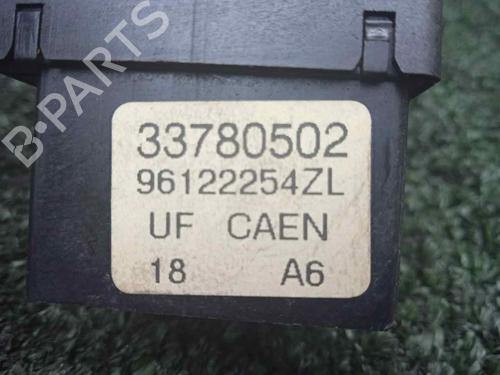 B-PARTS
33780502
96122254ZL
UF CAEN
18 A6